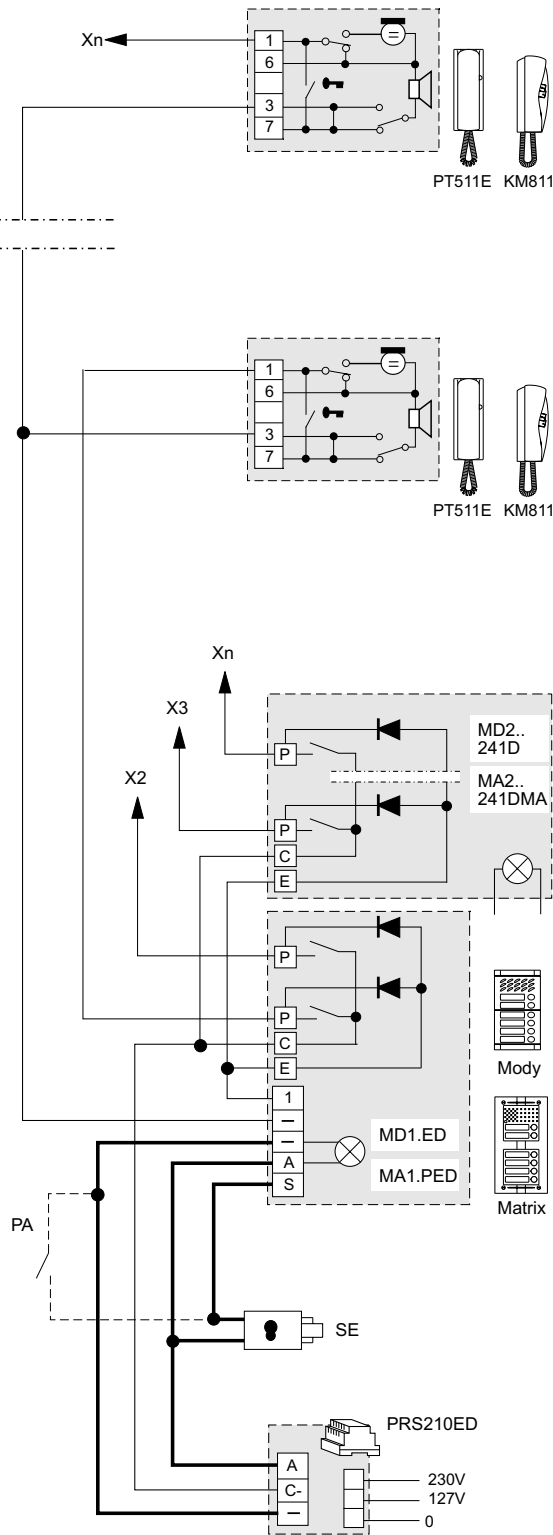 Xn
1
6
3
7
PT511E KM811
1
6
3
7
PT511E KM811
Xn
X3
X2
P
P
C
E
MD2..
241D
MA2..
241DMA
P
P
C
E
1
—
—
A
S
MD1.ED
MA1.PED
Mody
Matrix
PA
SE
PRS210ED
A
C-
—
230V
127V
0